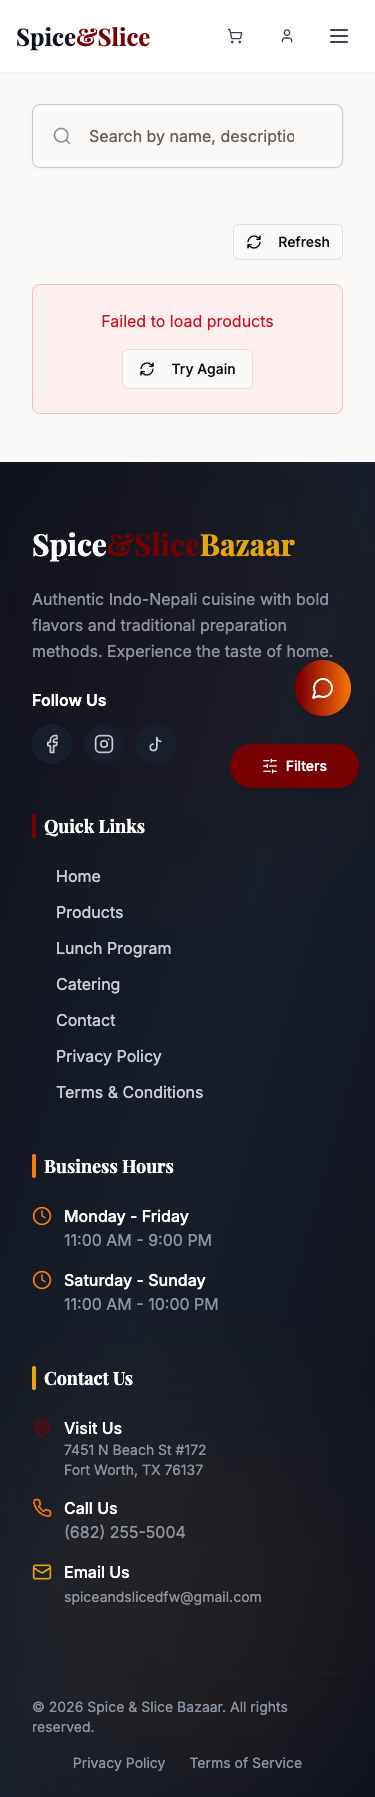 Spice&Slice
Search by name, descriptio
Refresh
Failed to load products
Try Again
Spice&SliceBazaar
Authentic Indo-Nepali cuisine with bold
flavors and traditional preparation
methods. Experience the taste of home.
Follow Us
Filters
Quick Links
Home
Products
Lunch Program
Catering
Contact
Privacy Policy
Terms & Conditions
Business Hours
Monday - Friday
11:00 AM - 9:00 PM
Saturday - Sunday
11:00 AM - 10:00 PM
Contact Us
Visit Us
7451 N Beach St #172
Fort Worth, TX 76137
Call Us
(682) 255-5004
Email Us
spiceandslicedfw@gmail.com
© 2026 Spice & Slice Bazaar. All rights
reserved.
Privacy Policy Terms of Service